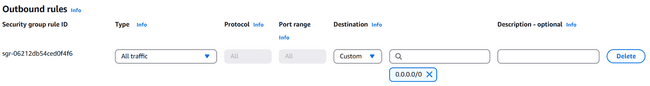 Outbound rules Info
Security group rule ID Type Info Protocol Info Port range Info Destination Info Description - optional Info
sgr-06212db54ced0f4f6 All traffic All All Custom Delete
0.0.0.0/0